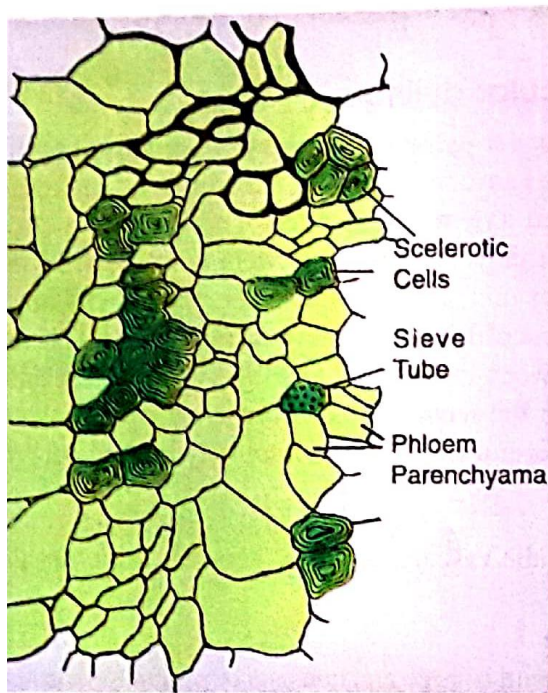 Scelerotic
Cells
Sieve
Tube
Phloem
Parenchyama